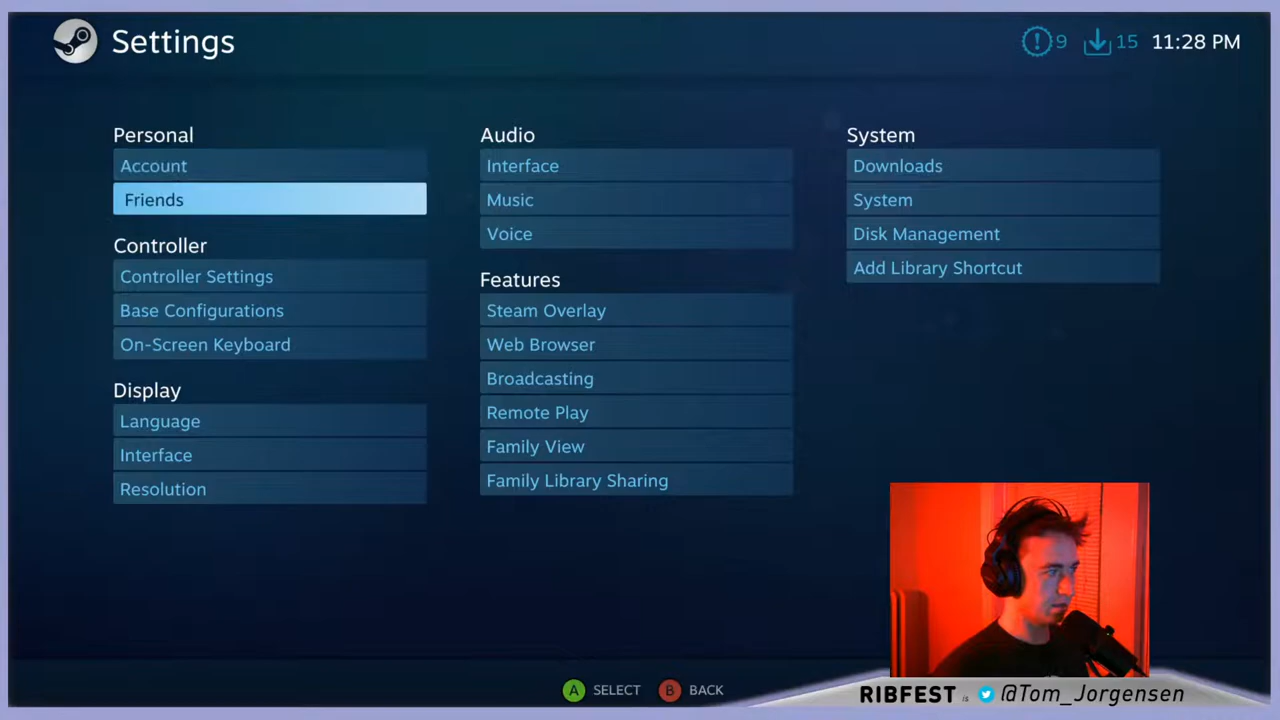 Settings
9
15
11:28 PM
Personal
Account
Friends
Controller
Controller Settings
Base Configurations
On-Screen Keyboard
Display
Language
Interface
Resolution
Audio
Interface
Music
Voice
Features
Steam Overlay
Web Browser
Broadcasting
Remote Play
Family View
Family Library Sharing
System
Downloads
System
Disk Management
Add Library Shortcut
A SELECT B BACK
RIBFEST is @Tom_Jorgensen